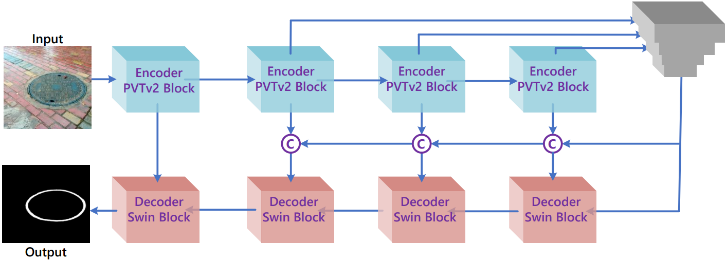 Input
Encoder
PVTv2 Block
Encoder
PVTv2 Block
Encoder
PVTv2 Block
Encoder
PVTv2 Block
C
C
C
Decoder
Swin Block
Decoder
Swin Block
Decoder
Swin Block
Decoder
Swin Block
Output